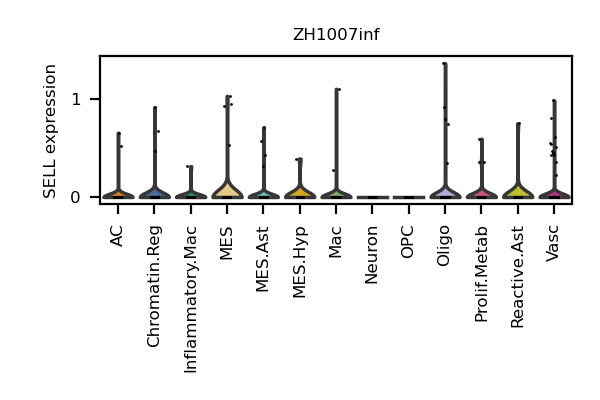 ZH1007inf
SELL expression
1
0
AC
Chromatin.Reg
Inflammatory.Mac
MES
MES.Ast
MES.Hyp
Mac
Neuron
OPC
Oligo
Prolif.Metab
Reactive.Ast
Vasc